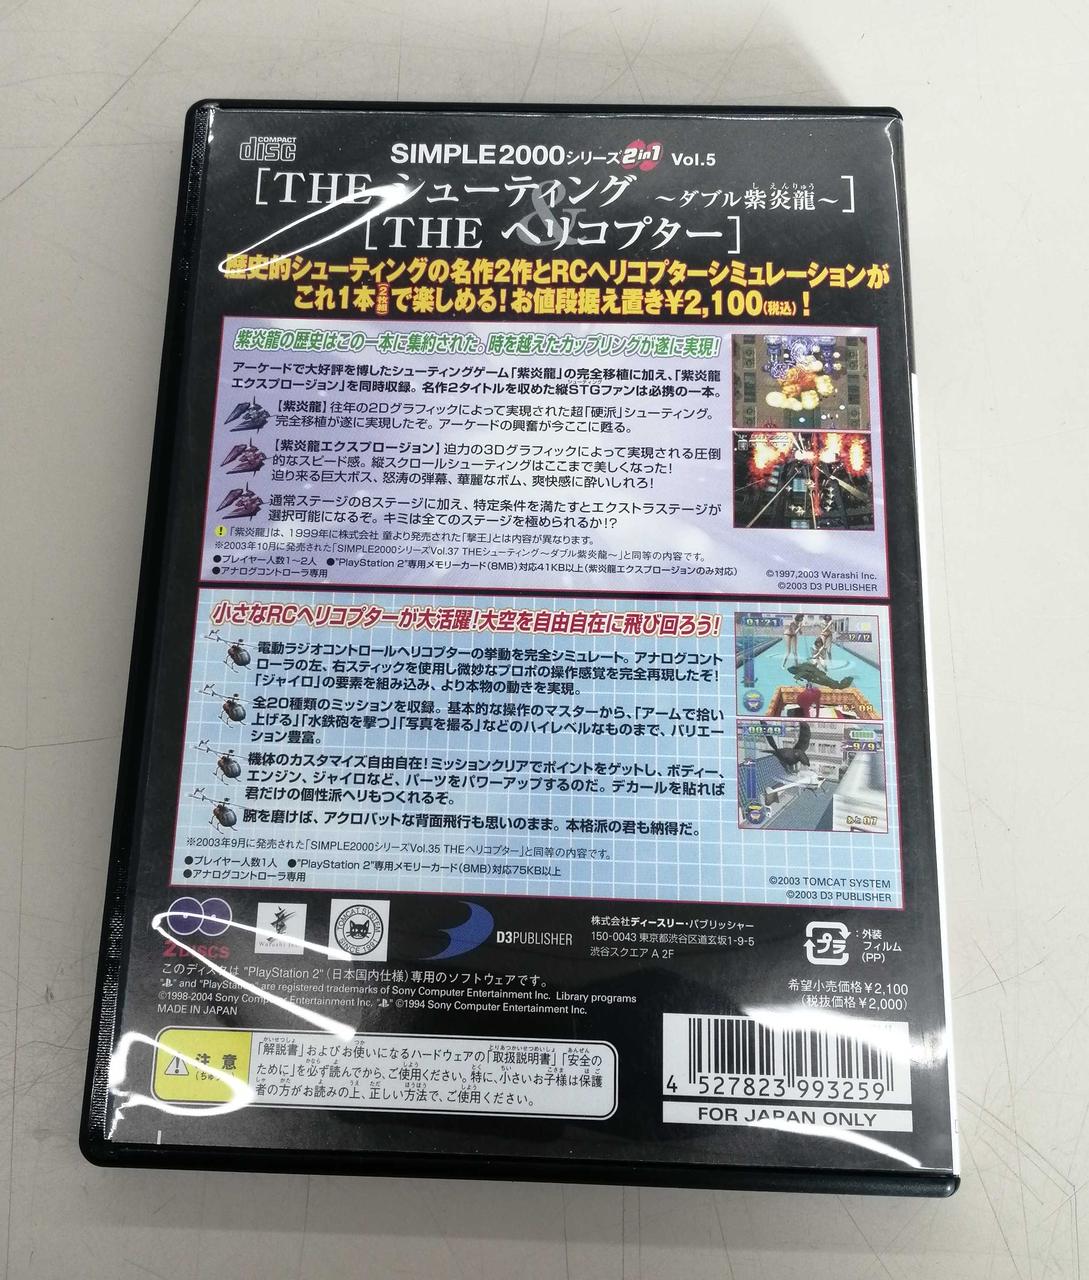 COMPACT
disc
SIMPLE2000シリーズ 2in1 Vol.5
[THE シューティング ～ダブル紫炎龍～]
しえんりゅう
&
[THE ヘリコプター]
歴史的シューティングの名作2作とRCヘリコプターシミュレーションが
これ1本[2枚組]で楽しめる!お値段据え置き¥2,100(税込)!
紫炎龍の歴史はこの一本に集約された。時を越えたカップリングが遂に実現!
アーケードで大好評を博したシューティングゲーム「紫炎龍」の完全移植に加え、「紫炎龍
エクスプロージョン」を同時収録。名作2タイトルを収めた縦STGファンは必携の一本。
シューティング
【紫炎龍】往年の2Dグラフィックによって実現された超「硬派」シューティング。
完全移植が遂に実現したぞ。アーケードの興奮が今ここに甦る。
【紫炎龍エクスプロージョン】迫力の3Dグラフィックによって実現される圧倒
的なスピード感。縦スクロールシューティングはここまで美しくなった!
迫り来る巨大ボス、怒涛の弾幕、華麗なボム、爽快感に酔いしれろ!
通常ステージの8ステージに加え、特定条件を満たすとエクストラステージが
選択可能になるぞ。キミは全てのステージを極められるか!?
!「紫炎龍」は、1999年に株式会社 童より発売された「撃王」とは内容が異なります。
※2003年10月に発売された「SIMPLE2000シリーズVol.37 THEシューティング～ダブル紫炎龍～」と同等の内容です。
●プレイヤー人数1～2人 ●"PlayStation 2"専用メモリーカード(8MB)対応41KB以上(紫炎龍エクスプロージョンのみ対応)
●アナログコントローラ専用
©1997,2003 Warashi Inc.
©2003 D3 PUBLISHER
小さなRCヘリコプターが大活躍!大空を自由自在に飛び回ろう!
電動ラジオコントロールヘリコプターの挙動を完全シミュレート。アナログコント
ローラの左、右スティックを使用し微妙なプロポの操作感覚を完全再現したぞ!
「ジャイロ」の要素を組み込み、より本物の動きを実現。
全20種類のミッションを収録。基本的な操作のマスターから、「アームで拾い
上げる」「水鉄砲を撃つ」「写真を撮る」などのハイレベルなものまで、バリエー
ション豊富。
機体のカスタマイズ自由自在!ミッションクリアでポイントをゲットし、ボディー、
エンジン、ジャイロなど、パーツをパワーアップするのだ。デカールを貼れば
君だけの個性派ヘリもつくれるぞ。
腕を磨けば、アクロバットな背面飛行も思いのまま。本格派の君も納得だ。
01:21
12/12
あと08
00:49
9/9
あと07
※2003年9月に発売された「SIMPLE2000シリーズVol.35 THEヘリコプター」と同等の内容です。
●プレイヤー人数1人 ●"PlayStation 2"専用メモリーカード(8MB)対応75KB以上
●アナログコントローラ専用
©2003 TOMCAT SYSTEM
©2003 D3 PUBLISHER
2 DISCS
Warashi Inc.
TOMCAT SYSTEM
SINCE 1987
D3PUBLISHER
株式会社ディースリー・パブリッシャー
150-0043 東京都渋谷区道玄坂1-9-5
渋谷スクエア A 2F
プラ
:外装
フィルム
(PP)
このディスクは "PlayStation 2"(日本国内仕様)専用のソフトウェアです。
and "PlayStation" are registered trademarks of Sony Computer Entertainment Inc. Library programs
©1998-2004 Sony Computer Entertainment Inc. ©1994 Sony Computer Entertainment Inc.
MADE IN JAPAN
希望小売価格¥2,100
(税抜価格¥2,000)
注意
「解説書」およびお使いになるハードウェアの「取扱説明書」「安全の
ために」を必ず読んでから、ご使用ください。特に、小さいお子様は保護
者の方がお読みの上、正しい方法で、ご使用ください。
4 527823 993259
FOR JAPAN ONLY